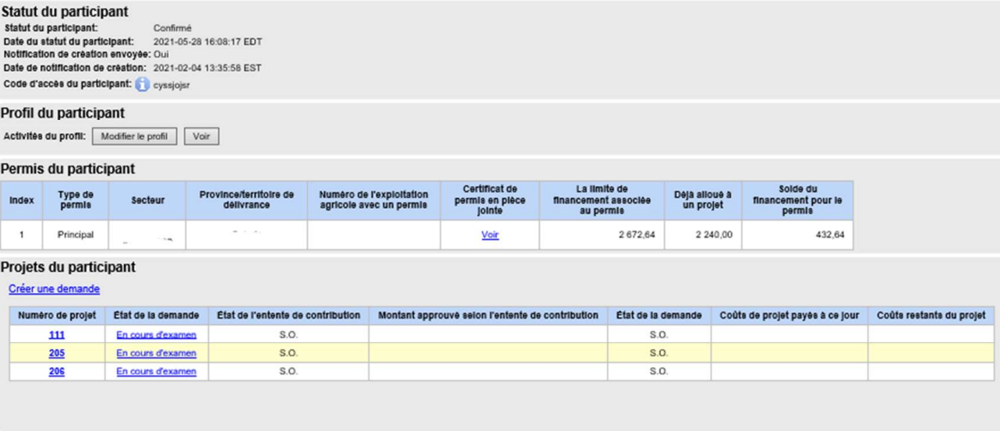 Statut du participant
Statut du participant: Confirmé
Date du statut du participant: 2021-05-28 16:08:17 EDT
Notification de création envoyée: Oui
Date de notification de création: 2021-02-04 13:35:58 EST
Code d'accès du participant: i cyssjojsr
Profil du participant
Activités du profil: Modifier le profil Voir
Permis du participant
Index Type de permis Secteur Province/territoire de délivrance Numéro de l'exploitation agricole avec un permis Certificat de permis en pièce jointe La limite de financement associée au permis Déjà alloué à un projet Solde du financement pour le permis
1 Principal Voir 2 672,64 2 240,00 432,64
Projets du participant
Créer une demande
Numéro de projet État de la demande État de l'entente de contribution Montant approuvé selon l'entente de contribution État de la demande Coûts de projet payés à ce jour Coûts restants du projet
111 En cours d'examen S.O. S.O.
205 En cours d'examen S.O. S.O.
206 En cours d'examen S.O. S.O.